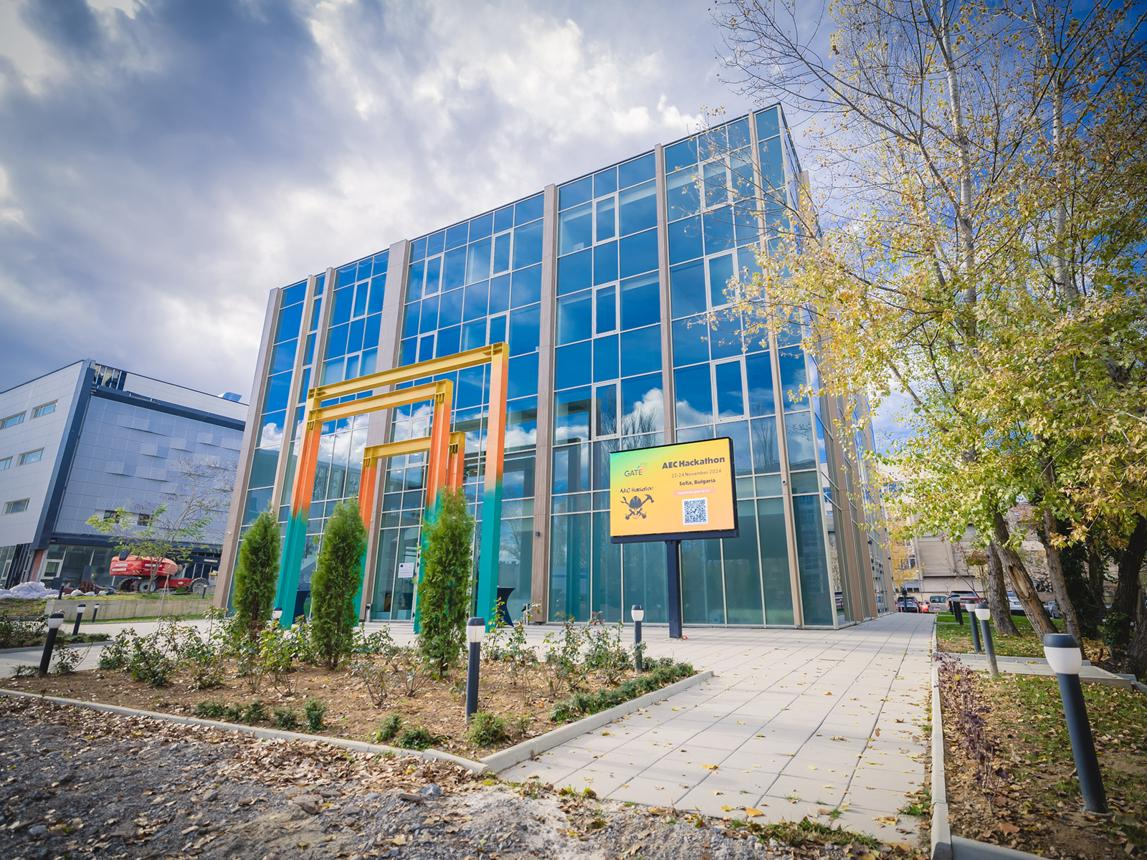 GATE
AEC Hackathon
22-24 November 2024
Sofia, Bulgaria
AEC Hackathon